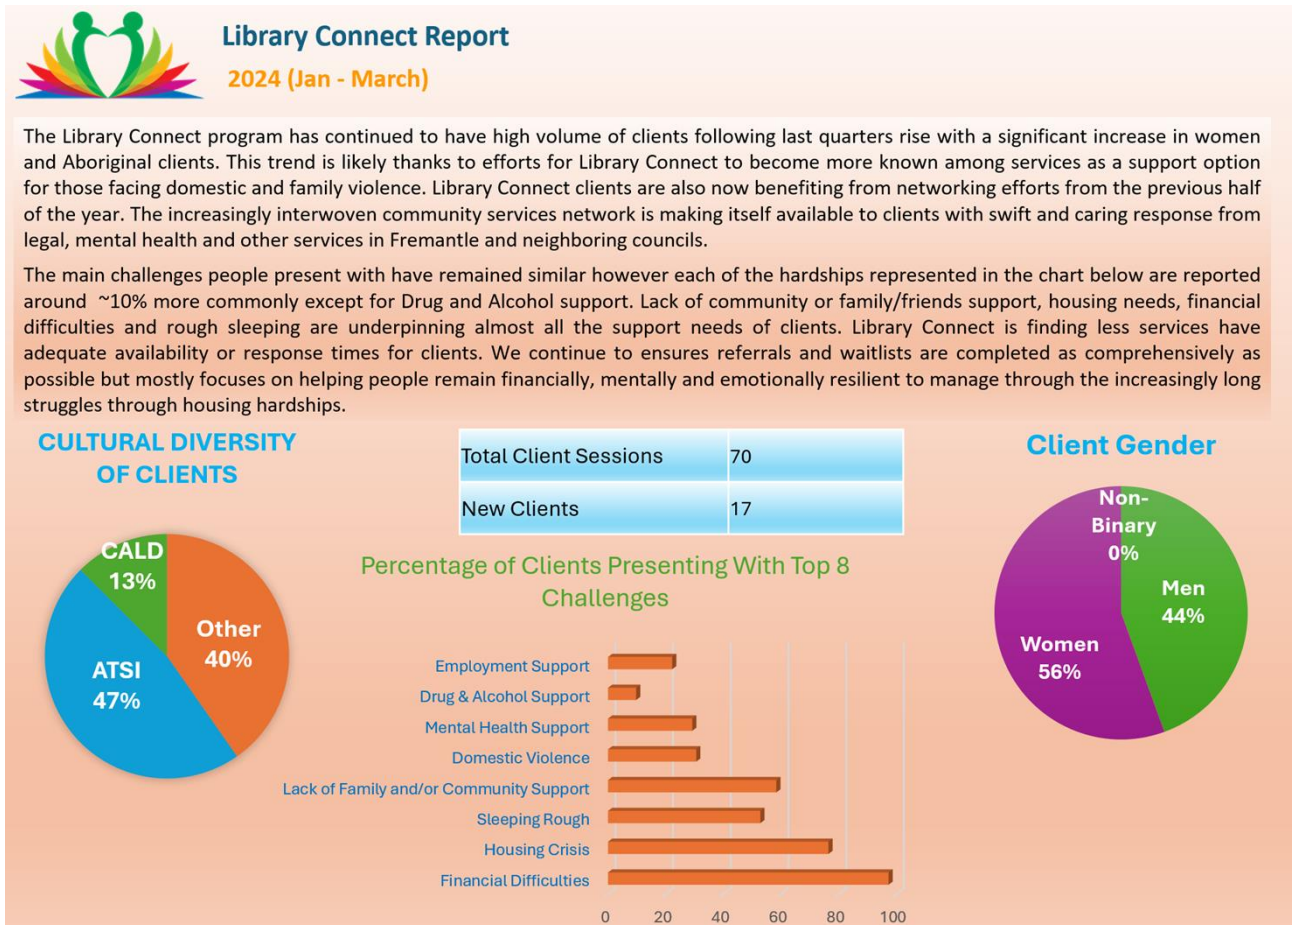 Library Connect Report
2024 (Jan - March)
The Library Connect program has continued to have high volume of clients following last quarters rise with a significant increase in women
and Aboriginal clients. This trend is likely thanks to efforts for Library Connect to become more known among services as a support option
for those facing domestic and family violence. Library Connect clients are also now benefiting from networking efforts from the previous half
of the year. The increasingly interwoven community services network is making itself available to clients with swift and caring response from
legal, mental health and other services in Fremantle and neighboring councils.
The main challenges people present with have remained similar however each of the hardships represented in the chart below are reported
around ~10% more commonly except for Drug and Alcohol support. Lack of community or family/friends support, housing needs, financial
difficulties and rough sleeping are underpinning almost all the support needs of clients. Library Connect is finding less services have
adequate availability or response times for clients. We continue to ensures referrals and waitlists are completed as comprehensively as
possible but mostly focuses on helping people remain financially, mentally and emotionally resilient to manage through the increasingly long
struggles through housing hardships.
CULTURAL DIVERSITY
OF CLIENTS
CALD
13%
Other
40%
ATSI
47%
Total Client Sessions 70
New Clients 17
Percentage of Clients Presenting With Top 8
Challenges
Employment Support
Drug & Alcohol Support
Mental Health Support
Domestic Violence
Lack of Family and/or Community Support
Sleeping Rough
Housing Crisis
Financial Difficulties
0 20 40 60 80 100
Client Gender
Non-
Binary
0%
Men
44%
Women
56%